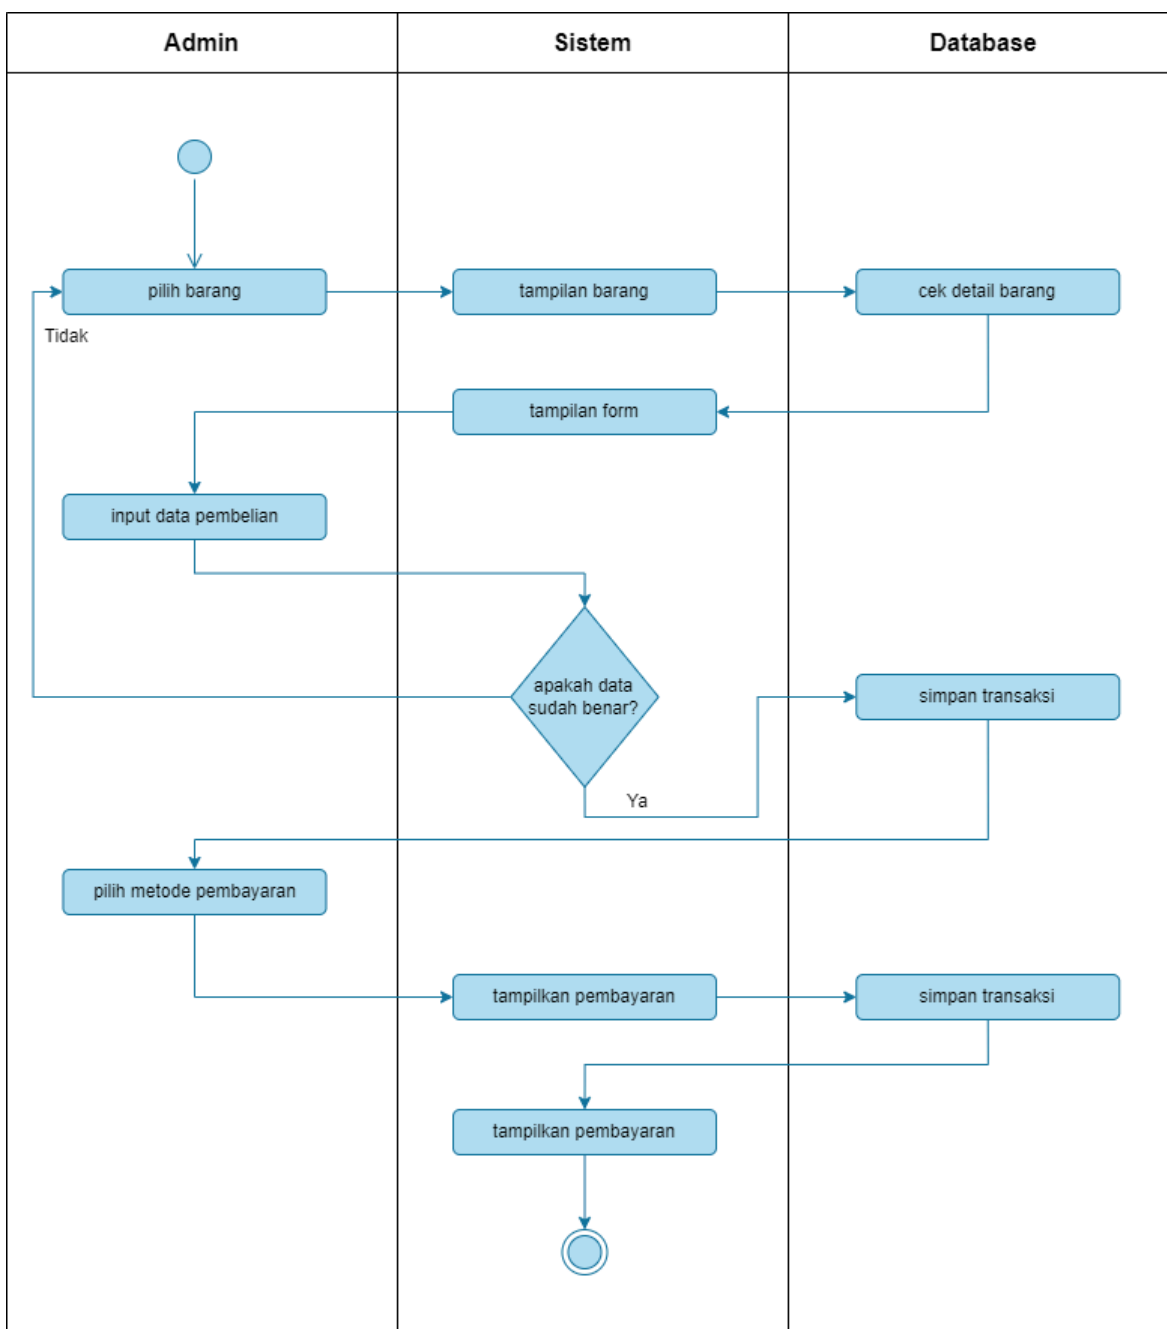 Admin
Sistem
Database
pilih barang
tampilan barang
cek detail barang
Tidak
tampilan form
input data pembelian
apakah data
sudah benar?
simpan transaksi
Ya
pilih metode pembayaran
tampilkan pembayaran
simpan transaksi
tampilkan pembayaran